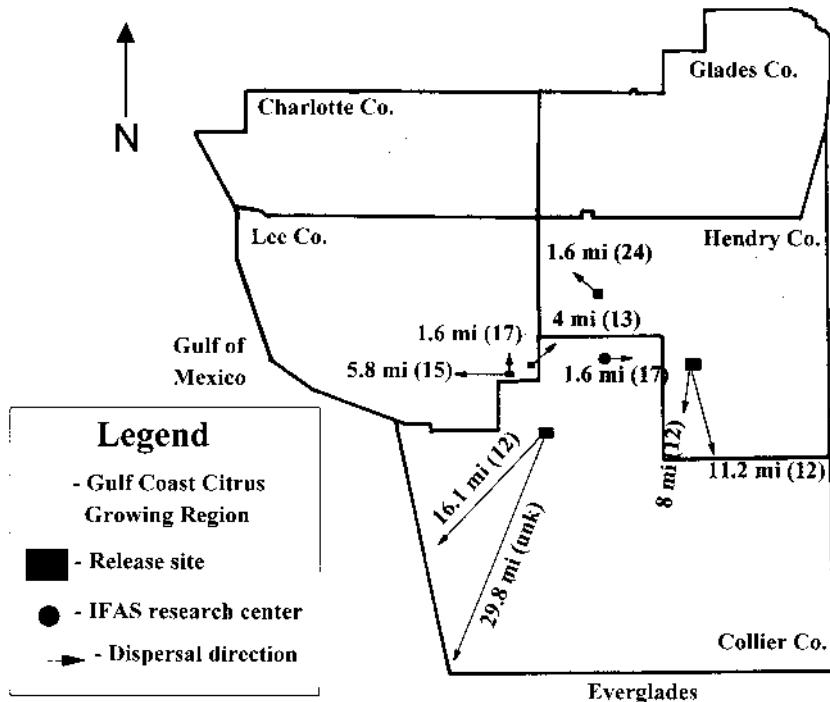 Glades Co.
Charlotte Co.
N
Lee Co.
Hendry Co.
1.6 mi (24)
4 mi (13)
1.6 mi (17)
Gulf of
Mexico
5.8 mi (15)
1.6 mi (17)
8 mi (12)
11.2 mi (12)
16.1 mi (12)
29.8 mi (unk)
Legend
- Gulf Coast Citrus
Growing Region
- Release site
- IFAS research center
- Dispersal direction
Collier Co.
Everglades